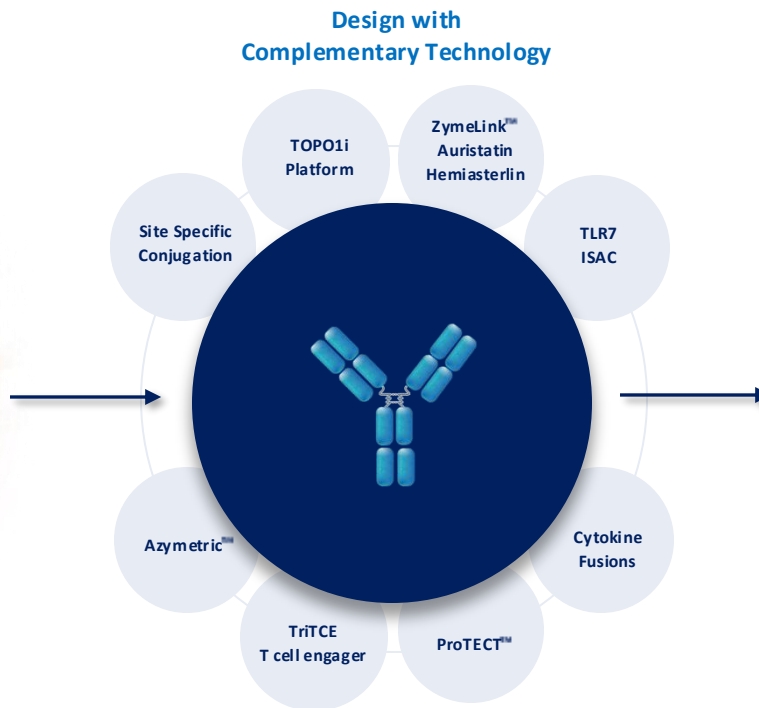 Design with
Complementary Technology
TOPO1i
Platform
ZymeLink™
Auristatin
Hemiasterlin
Site Specific
Conjugation
TLR7
ISAC
Azymetric™
Cytokine
Fusions
TriTCE
T cell engager
ProTECT™